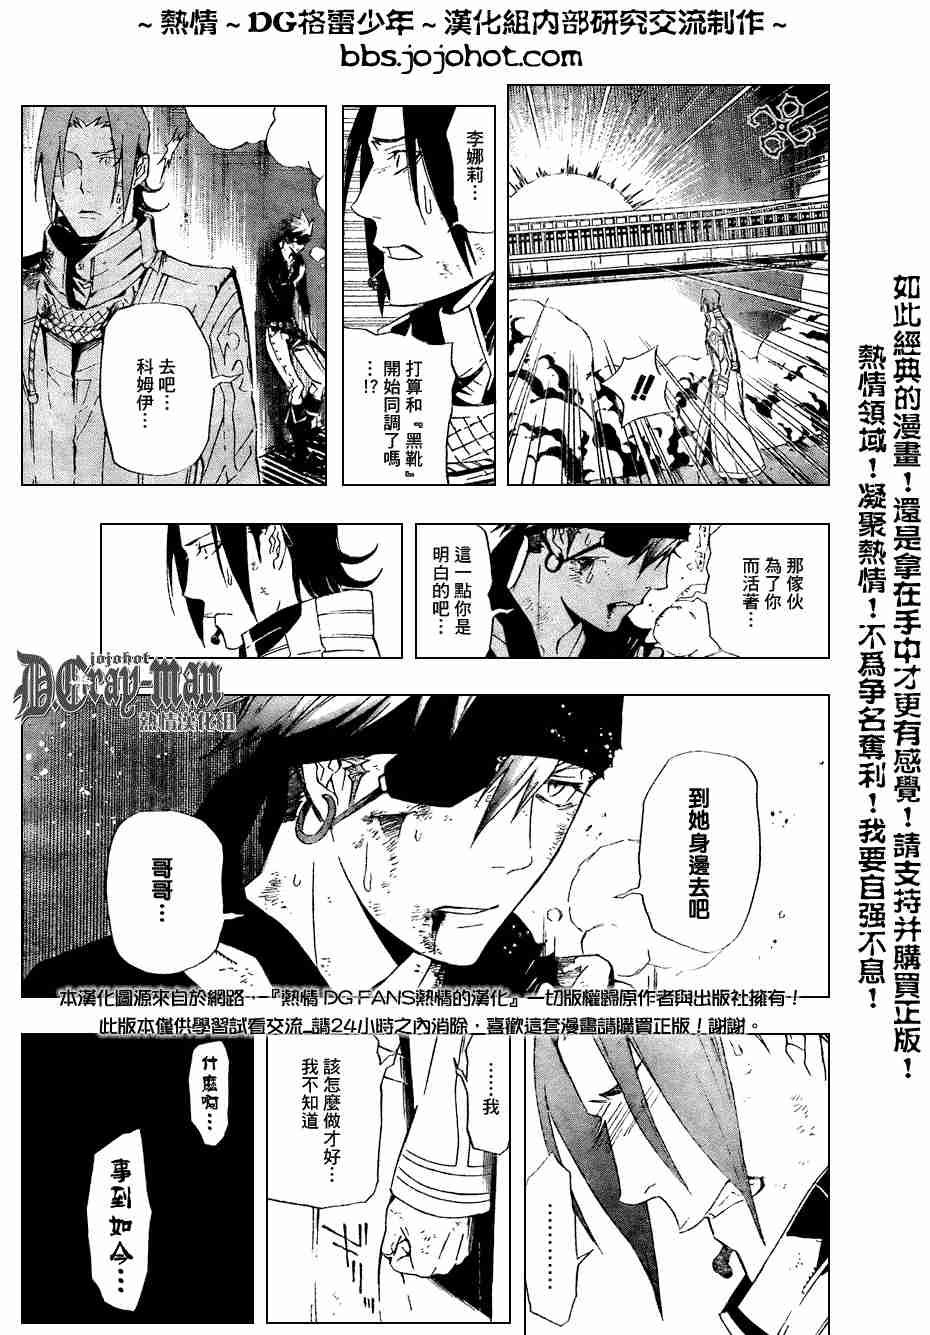 ~熱情~DG格雷少年~漢化組內部研究交流制作~
bbs.jojohot.com
如此經典的漫畫！還是拿在手中才更有感覺！請支持并購買正版！
熱情領域！凝聚熱情！不爲爭名奪利！我要自强不息！
!!
李娜莉…
打算和『黑靴』
開始同調了嗎
…!?
去吧…
科姆伊…
那傢伙
為了你
而活著…
這一點你是
明白的吧…
jojohot...
D.Gray-Man
熱情漢化組
到她身邊去吧
哥哥…
本漢化圖源來自於網路…『熱情DG FANS熱情的漢化』一切版權歸原作者與出版社擁有！
此版本僅供學習試看交流 請24小時之內消除，喜歡這套漫畫請購買正版！謝謝。
………
……我
該怎麼做才好…
我不知道
什麼啊…
事到如今…